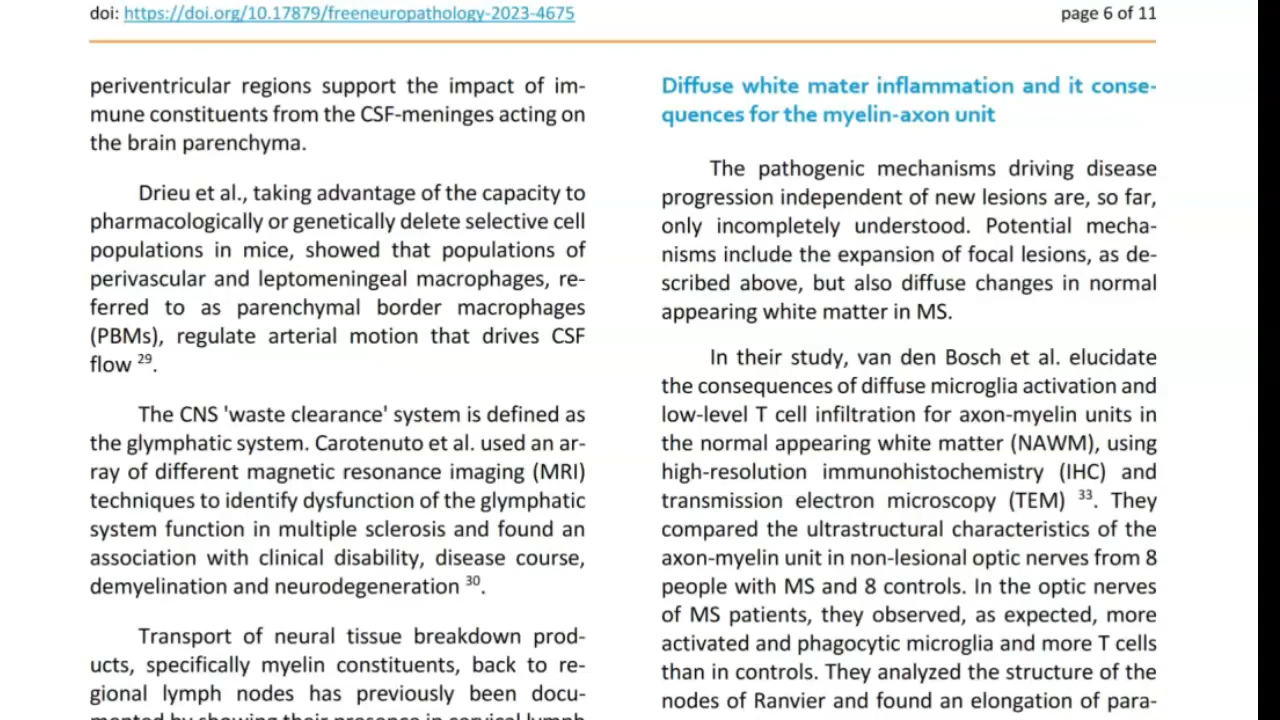 doi: https://doi.org/10.17879/freeneuropathology-2023-4675
page 6 of 11
periventricular regions support the impact of im-
mune constituents from the CSF-meninges acting on
the brain parenchyma.
Drieu et al., taking advantage of the capacity to
pharmacologically or genetically delete selective cell
populations in mice, showed that populations of
perivascular and leptomeningeal macrophages, re-
ferred to as parenchymal border macrophages
(PBMs), regulate arterial motion that drives CSF
flow 29.
The CNS 'waste clearance' system is defined as
the glymphatic system. Carotenuto et al. used an ar-
ray of different magnetic resonance imaging (MRI)
techniques to identify dysfunction of the glymphatic
system function in multiple sclerosis and found an
association with clinical disability, disease course,
demyelination and neurodegeneration 30.
Transport of neural tissue breakdown prod-
ucts, specifically myelin constituents, back to re-
gional lymph nodes has previously been docu-
mented by showing their presence in cervical lymph
Diffuse white mater inflammation and it conse-
quences for the myelin-axon unit
The pathogenic mechanisms driving disease
progression independent of new lesions are, so far,
only incompletely understood. Potential mecha-
nisms include the expansion of focal lesions, as de-
scribed above, but also diffuse changes in normal
appearing white matter in MS.
In their study, van den Bosch et al. elucidate
the consequences of diffuse microglia activation and
low-level T cell infiltration for axon-myelin units in
the normal appearing white matter (NAWM), using
high-resolution immunohistochemistry (IHC) and
transmission electron microscopy (TEM) 33. They
compared the ultrastructural characteristics of the
axon-myelin unit in non-lesional optic nerves from 8
people with MS and 8 controls. In the optic nerves
of MS patients, they observed, as expected, more
activated and phagocytic microglia and more T cells
than in controls. They analyzed the structure of the
nodes of Ranvier and found an elongation of para-